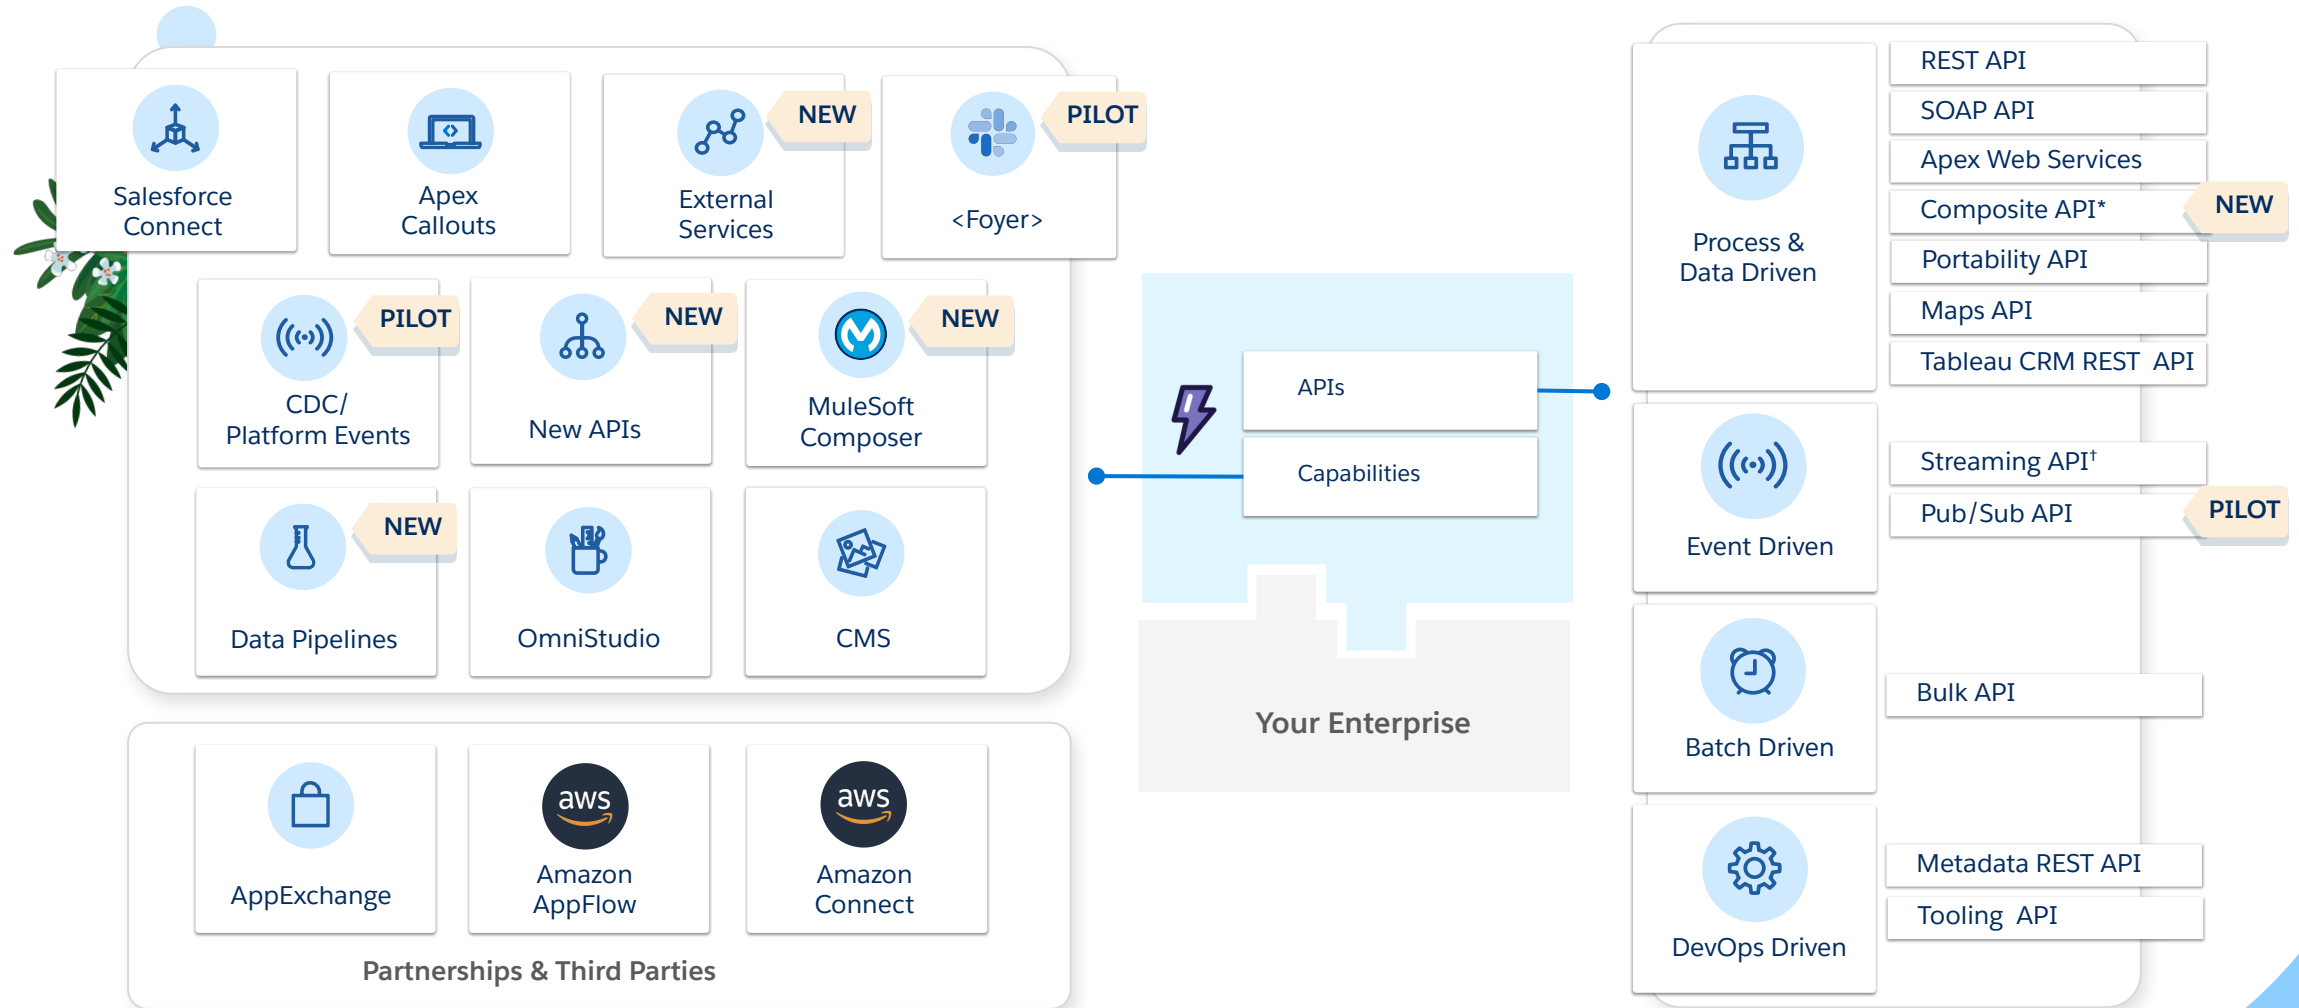 Salesforce
Connect
Apex
Callouts
NEW
External
Services
PILOT
<Foyer>
PILOT
CDC/
Platform Events
NEW
New APIs
NEW
MuleSoft
Composer
NEW
Data Pipelines
OmniStudio
CMS
AppExchange
aws
Amazon
AppFlow
aws
Amazon
Connect
Partnerships & Third Parties
APIs
Capabilities
Your Enterprise
Process &
Data Driven
REST API
SOAP API
Apex Web Services
Composite API*
NEW
Portability API
Maps API
Tableau CRM REST API
Event Driven
Streaming API†
Pub/Sub API
PILOT
Batch Driven
Bulk API
DevOps Driven
Metadata REST API
Tooling API